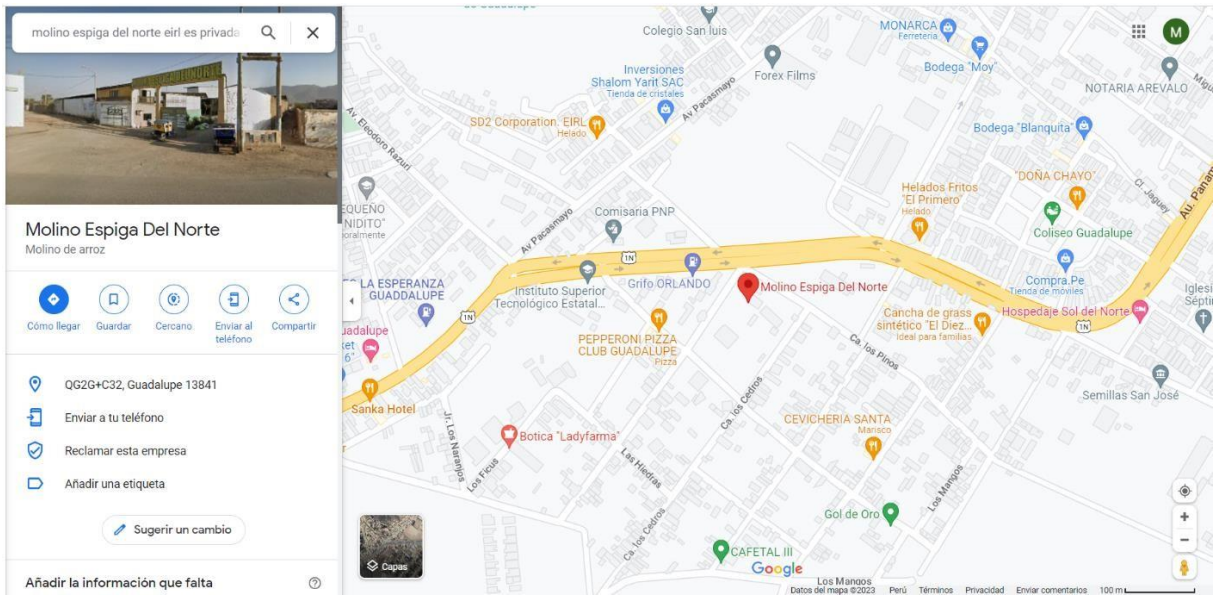 molino espiga del norte eirl es privada
Molino Espiga Del Norte
Molino de arroz
Cómo llegar
Guardar
Cercano
Enviar al
teléfono
Compartir
QG2G+C32, Guadalupe 13841
Enviar a tu teléfono
Reclamar esta empresa
Añadir una etiqueta
Sugerir un cambio
Añadir la información que falta
de Guadalupe
Colegio San luis
MONARCA
Ferretería
Bodega "Moy"
M
Forex Films
NOTARIA AREVALO
Inversiones
Shalom Yarit SAC
Tienda de cristales
Av Pacasmayo
SD2 Corporation. EIRL
Helado
Av. Eleodoro Razuri
Bodega "Blanquita"
"DOÑA CHAYO"
Cl. Jaguey
Helados Fritos
"El Primero"
Helado
Coliseo Guadalupe
Comisaria PNP
Av Pacasmayo
1N
LA ESPERANZA
GUADDALUPE
Instituto Superior
Tecnológico Estatal...
Grifo ORLANDO
Molino Espiga Del Norte
Compra.Pe
Tienda de móviles
Hospedaje Sol del Norte
1N
Cancha de grass
sintético "El Diez...
Ideal para familias
1N
PEPPERONI PIZZA
CLUB GUADALUPE
Pizza
Ca. los Pinos
Semillas San José
Sanka Hotel
Jr. Los Naranjos
Ca. los Cedros
CEVICHERIA SANTA
Marisco
Botica "Ladyfarma"
Los Ficus
Las Hiedras
Los Mangos
Gol de Oro
Ca. los Cedros
CAFETAL III
Capas
Google
Los Mangos
Datos del mapa ©2023 Perú Términos Privacidad Enviar comentarios 100 m